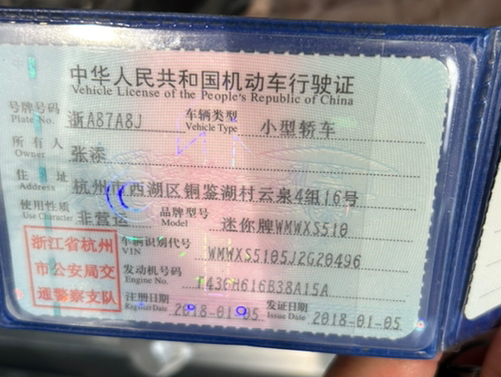 中华人民共和国机动车行驶证
Vehicle License of the People's Republic of China
号牌号码 浙A87A8J 车辆类型 小型轿车
Plate No. Vehicle Type
所有人 张添
Owner
住址 杭州市西湖区铜鉴湖村云泉4组16号
Address
使用性质 非营运 品牌型号 迷你牌WMWXS510
Use Character Model
浙江省杭州
市公安局交
通警察支队
车辆识别代号 WMWXS5105J2G20496
VIN
发动机号码
Engine No.
注册日期 2018-01-05 发证日期 2018-01-05
Register Date Issue Date